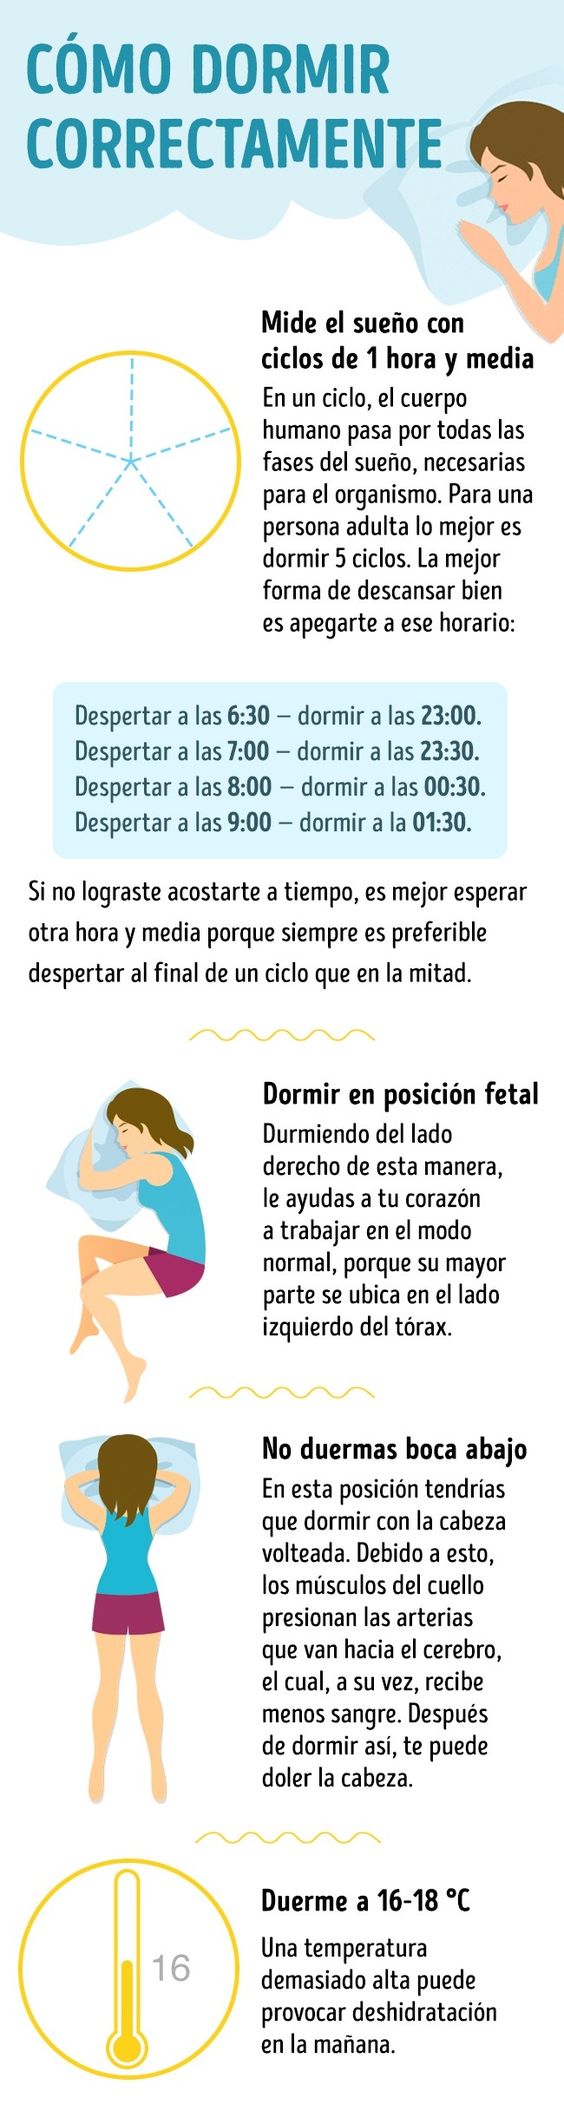 CÓMO DORMIR
CORRECTAMENTE
Mide el sueño con
ciclos de 1 hora y media
En un ciclo, el cuerpo
humano pasa por todas las
fases del sueño, necesarias
para el organismo. Para una
persona adulta lo mejor es
dormir 5 ciclos. La mejor
forma de descansar bien
es apegarte a ese horario:
Despertar a las 6:30 – dormir a las 23:00.
Despertar a las 7:00 – dormir a las 23:30.
Despertar a las 8:00 – dormir a las 00:30.
Despertar a las 9:00 – dormir a la 01:30.
Si no lograste acostarte a tiempo, es mejor esperar
otra hora y media porque siempre es preferible
despertar al final de un ciclo que en la mitad.
Dormir en posición fetal
Durmiendo del lado
derecho de esta manera,
le ayudas a tu corazón
a trabajar en el modo
normal, porque su mayor
parte se ubica en el lado
izquierdo del tórax.
No duermas boca abajo
En esta posición tendrías
que dormir con la cabeza
volteada. Debido a esto,
los músculos del cuello
presionan las arterias
que van hacia el cerebro,
el cual, a su vez, recibe
menos sangre. Después
de dormir así, te puede
doler la cabeza.
16
Duerme a 16-18 °C
Una temperatura
demasiado alta puede
provocar deshidratación
en la mañana.